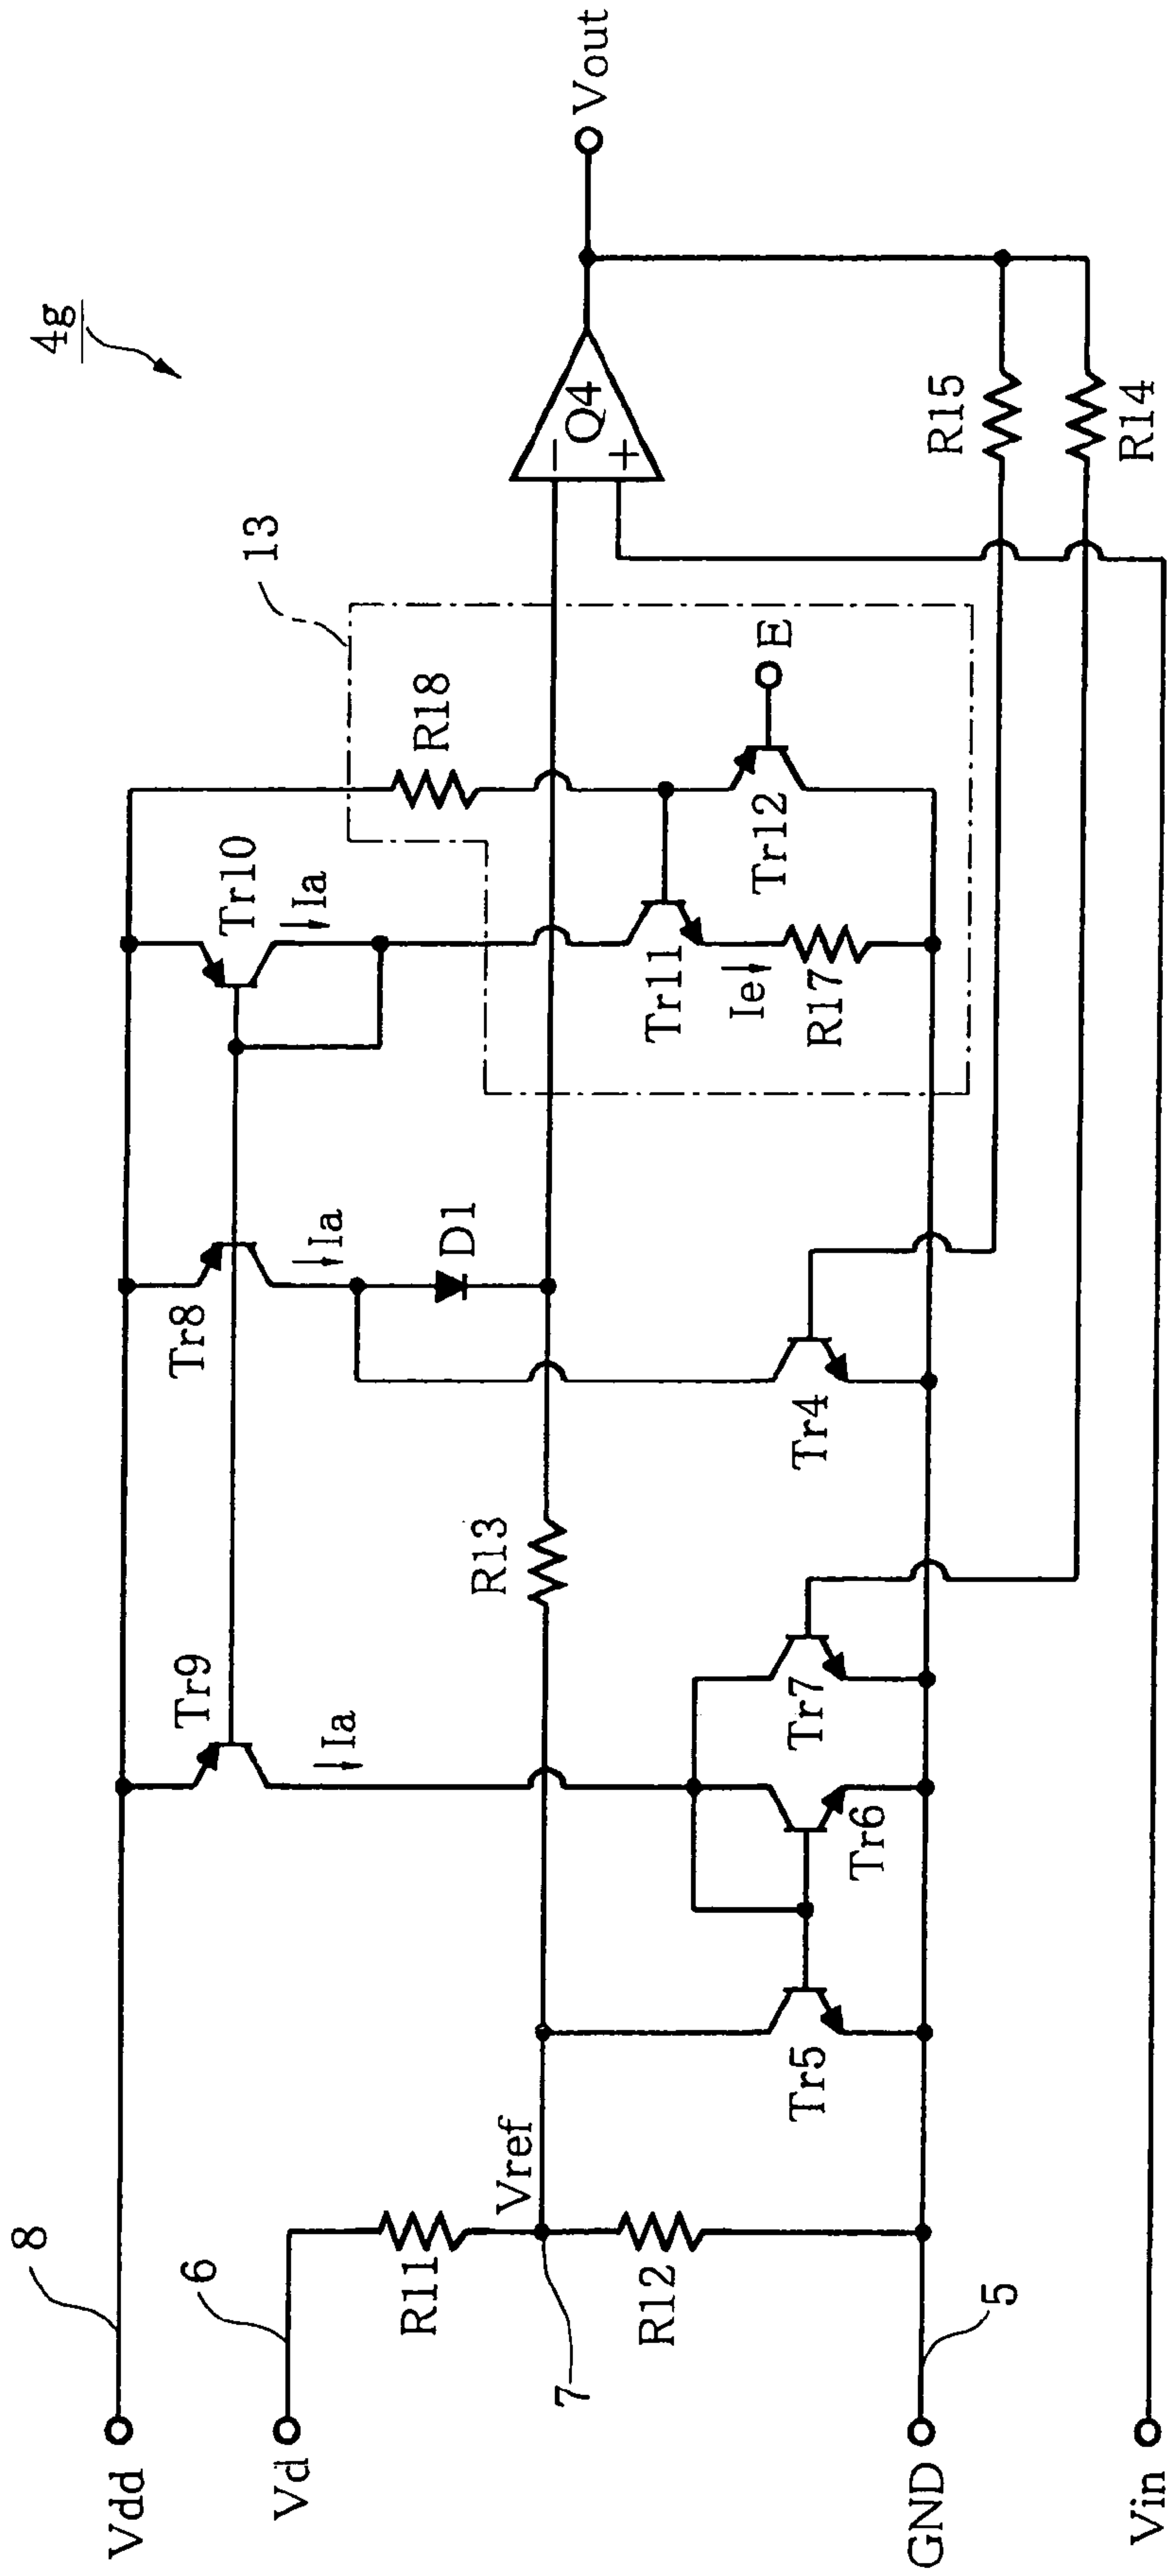 4g
8
Vdd
Tr9
Tr8
Tr10
Ia
Ia
Ia
13
6
Vd
R11
Vref
7
R12
R13
D1
R18
Q4
−
+
Vout
Tr5
Tr6
Tr7
Tr4
Tr11
Ie
R17
Tr12
E
GND
5
R15
R14
Vin